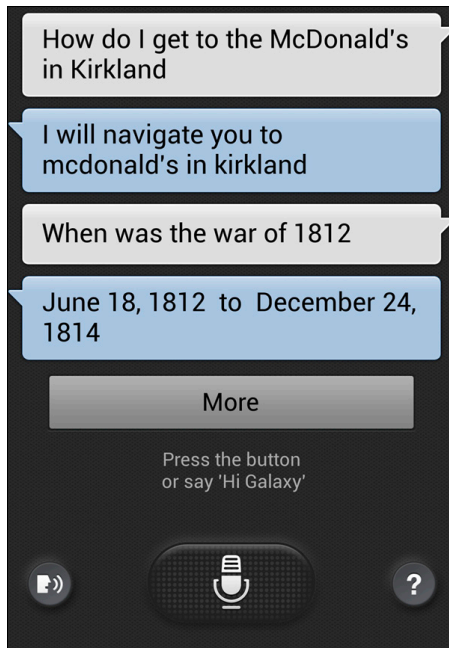 How do I get to the McDonald's
in Kirkland
I will navigate you to
mcdonald's in kirkland
When was the war of 1812
June 18, 1812  to  December 24,
1814
More
Press the button
or say 'Hi Galaxy'
?